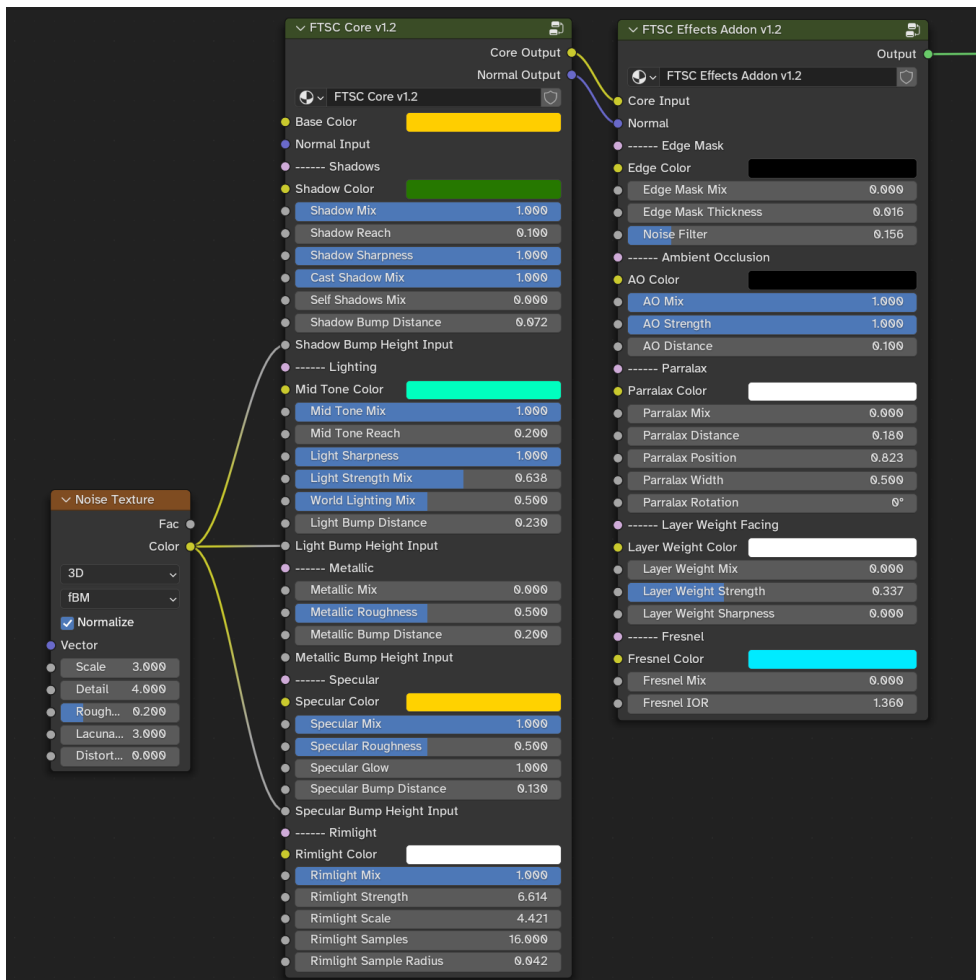 Noise Texture
Fac
Color
3D
fBM
Normalize
Vector
Scale 3.000
Detail 4.000
Rough... 0.200
Lacuna... 3.000
Distort... 0.000
FTSC Core v1.2
Core Output
Normal Output
FTSC Core v1.2
Base Color
Normal Input
------ Shadows
Shadow Color
Shadow Mix 1.000
Shadow Reach 0.100
Shadow Sharpness 1.000
Cast Shadow Mix 1.000
Self Shadows Mix 0.000
Shadow Bump Distance 0.072
Shadow Bump Height Input
------ Lighting
Mid Tone Color
Mid Tone Mix 1.000
Mid Tone Reach 0.200
Light Sharpness 1.000
Light Strength Mix 0.638
World Lighting Mix 0.500
Light Bump Distance 0.230
Light Bump Height Input
------ Metallic
Metallic Mix 0.000
Metallic Roughness 0.500
Metallic Bump Distance 0.200
Metallic Bump Height Input
------ Specular
Specular Color
Specular Mix 1.000
Specular Roughness 0.500
Specular Glow 1.000
Specular Bump Distance 0.130
Specular Bump Height Input
------ Rimlight
Rimlight Color
Rimlight Mix 1.000
Rimlight Strength 6.614
Rimlight Scale 4.421
Rimlight Samples 16.000
Rimlight Sample Radius 0.042
FTSC Effects Addon v1.2
Output
FTSC Effects Addon v1.2
Core Input
Normal
------ Edge Mask
Edge Color
Edge Mask Mix 0.000
Edge Mask Thickness 0.016
Noise Filter 0.156
------ Ambient Occlusion
AO Color
AO Mix 1.000
AO Strength 1.000
AO Distance 0.100
------ Parralax
Parralax Color
Parralax Mix 0.000
Parralax Distance 0.180
Parralax Position 0.823
Parralax Width 0.500
Parralax Rotation 0°
------ Layer Weight Facing
Layer Weight Color
Layer Weight Mix 0.000
Layer Weight Strength 0.337
Layer Weight Sharpness 0.000
------ Fresnel
Fresnel Color
Fresnel Mix 0.000
Fresnel IOR 1.360